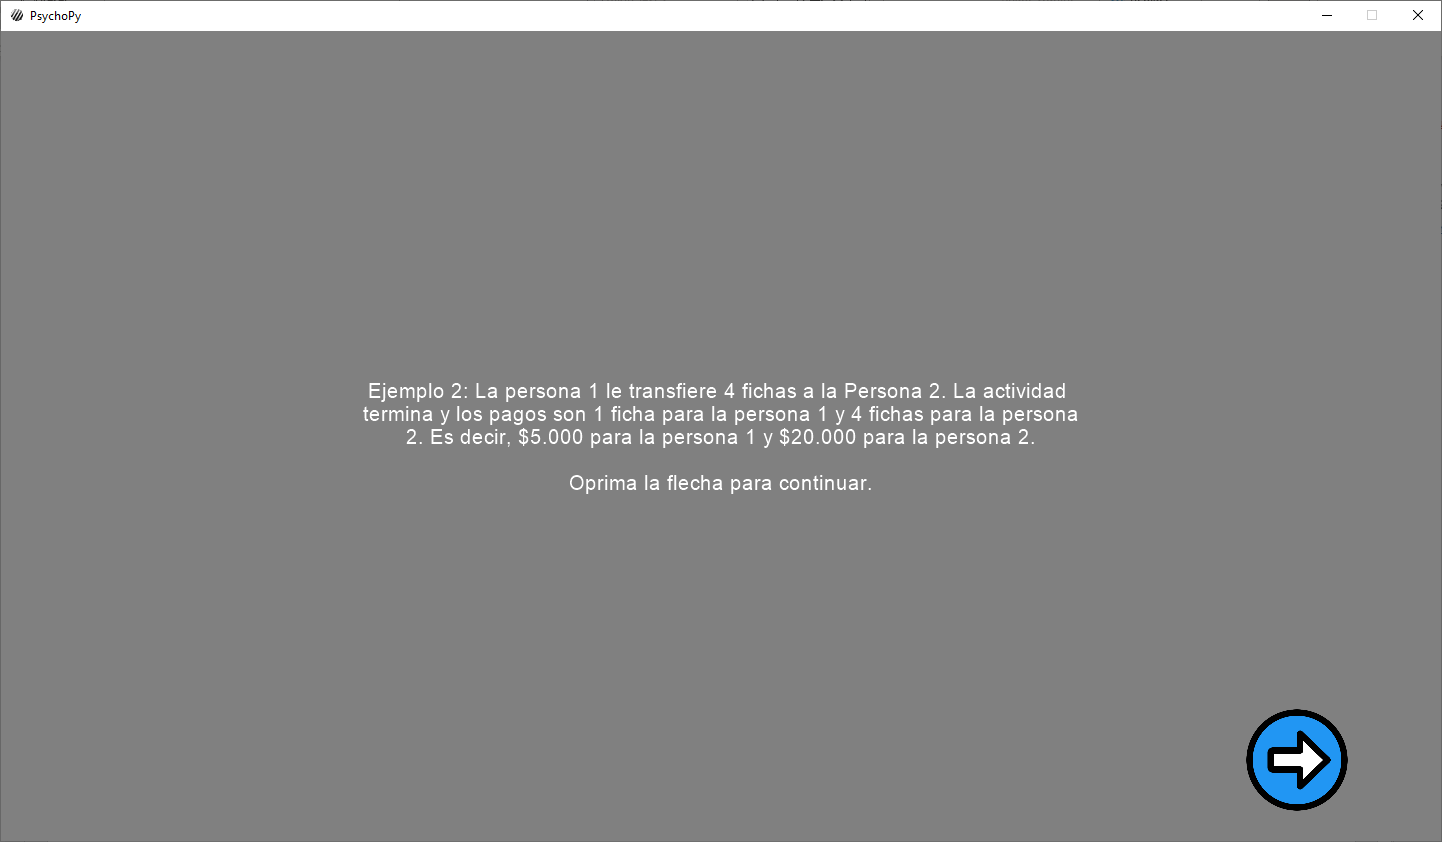 PsychoPy
Ejemplo 2: La persona 1 le transfiere 4 fichas a la Persona 2. La actividad
termina y los pagos son 1 ficha para la persona 1 y 4 fichas para la persona
2. Es decir, $5.000 para la persona 1 y $20.000 para la persona 2.
Oprima la flecha para continuar.